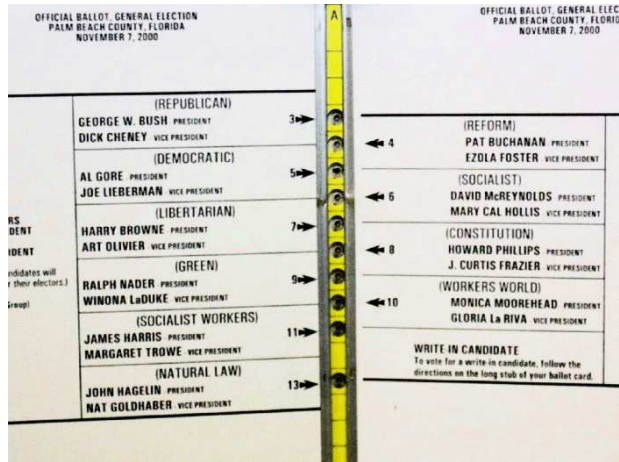 OFFICIAL BALLOT, GENERAL ELECTION
PALM BEACH COUNTY, FLORIDA
NOVEMBER 7, 2000
(REPUBLICAN)
GEORGE W. BUSH PRESIDENT 3
DICK CHENEY VICE PRESIDENT
(DEMOCRATIC)
AL GORE PRESIDENT 5
JOE LIEBERMAN VICE PRESIDENT
(LIBERTARIAN)
HARRY BROWNE PRESIDENT 7
ART OLIVIER VICE PRESIDENT
(GREEN)
RALPH NADER PRESIDENT 9
WINONA LaDUKE VICE PRESIDENT
(SOCIALIST WORKERS)
JAMES HARRIS PRESIDENT 11
MARGARET TROWE VICE PRESIDENT
(NATURAL LAW)
JOHN HAGELIN PRESIDENT 13
NAT GOLDHABER VICE PRESIDENT
RS
DENT
IDENT
ndidates will
r their electors.)
Group)
A
OFFICIAL BALLOT, GENERAL ELEC
PALM BEACH COUNTY, FLORID
NOVEMBER 7, 2000
(REFORM)
4 PAT BUCHANAN PRESIDENT
EZOLA FOSTER VICE PRESIDENT
(SOCIALIST)
6 DAVID McREYNOLDS PRESIDENT
MARY CAL HOLLIS VICE PRESIDENT
(CONSTITUTION)
8 HOWARD PHILLIPS PRESIDENT
J. CURTIS FRAZIER VICE PRESIDENT
(WORKERS WORLD)
10 MONICA MOOREHEAD PRESIDENT
GLORIA La RIVA VICE PRESIDENT
WRITE-IN CANDIDATE
To vote for a write-in candidate, follow the
directions on the long stub of your ballot card.